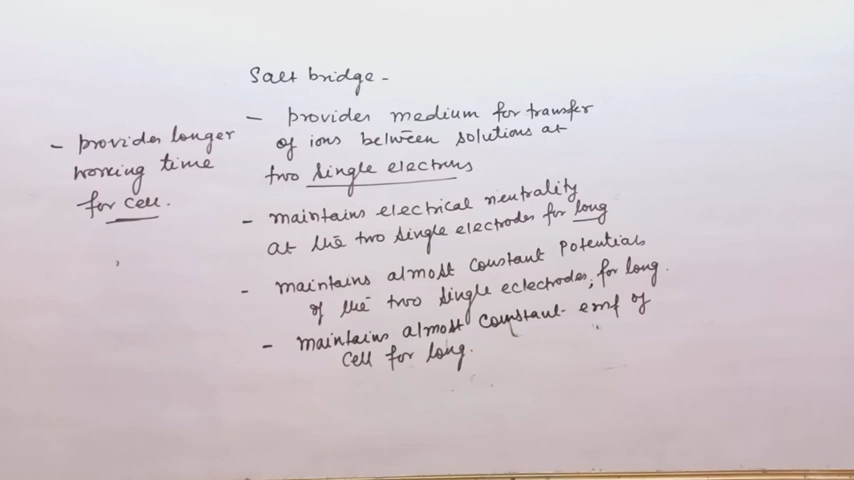 Salt bridge -
- provides medium for transfer
of ions between solutions at
two single electrons
- maintains electrical neutrality
at the two single electrodes for long
- maintains almost constant potentials
of the two single eclectrodes, for long.
- maintains almost constant emf of
cell for long.
- provides longer
working time
for cell.